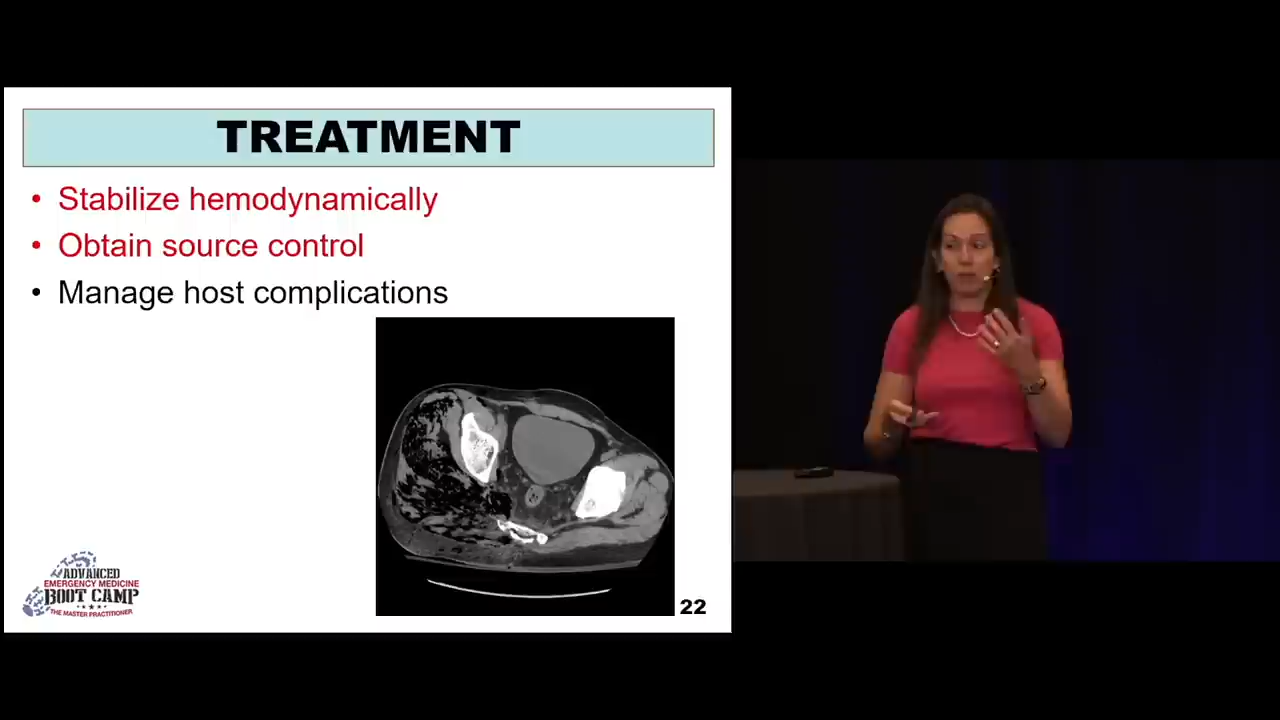 TREATMENT
• Stabilize hemodynamically
• Obtain source control
• Manage host complications
ADVANCED
EMERGENCY MEDICINE
BOOT CAMP
THE MASTER PRACTITIONER
22